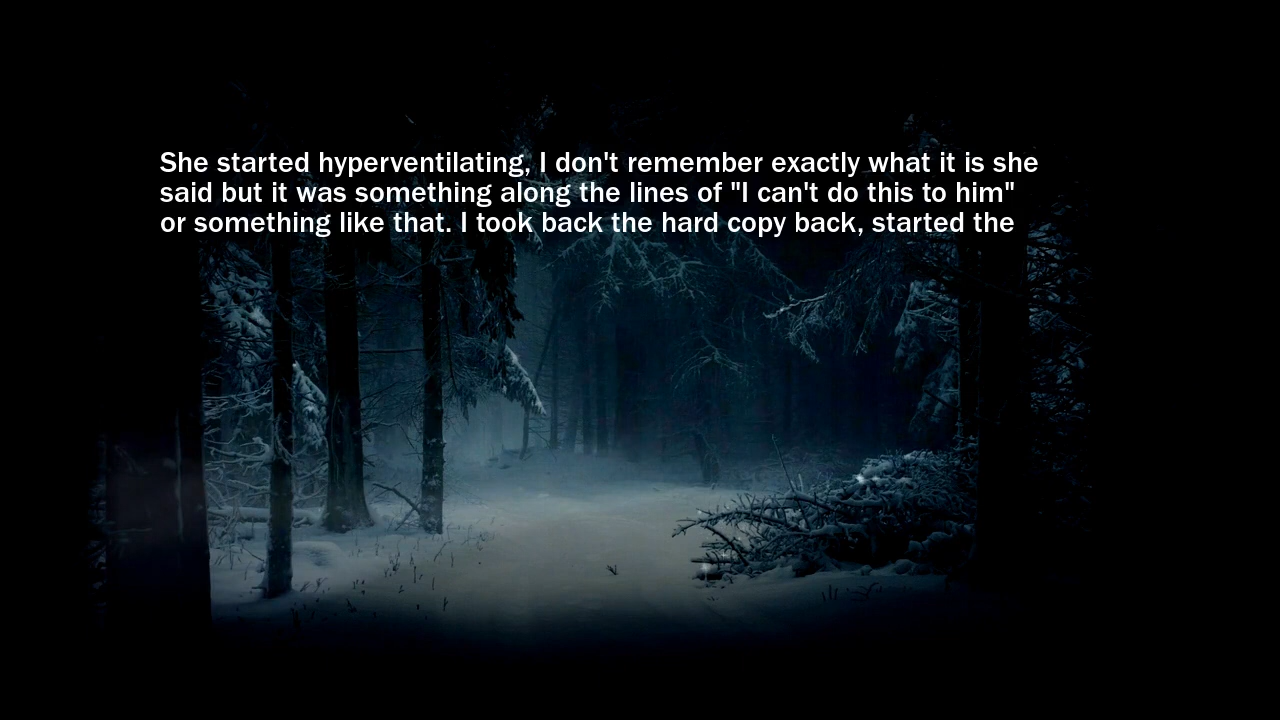 She started hyperventilating, I don't remember exactly what it is she
said but it was something along the lines of "I can't do this to him"
or something like that. I took back the hard copy back, started the